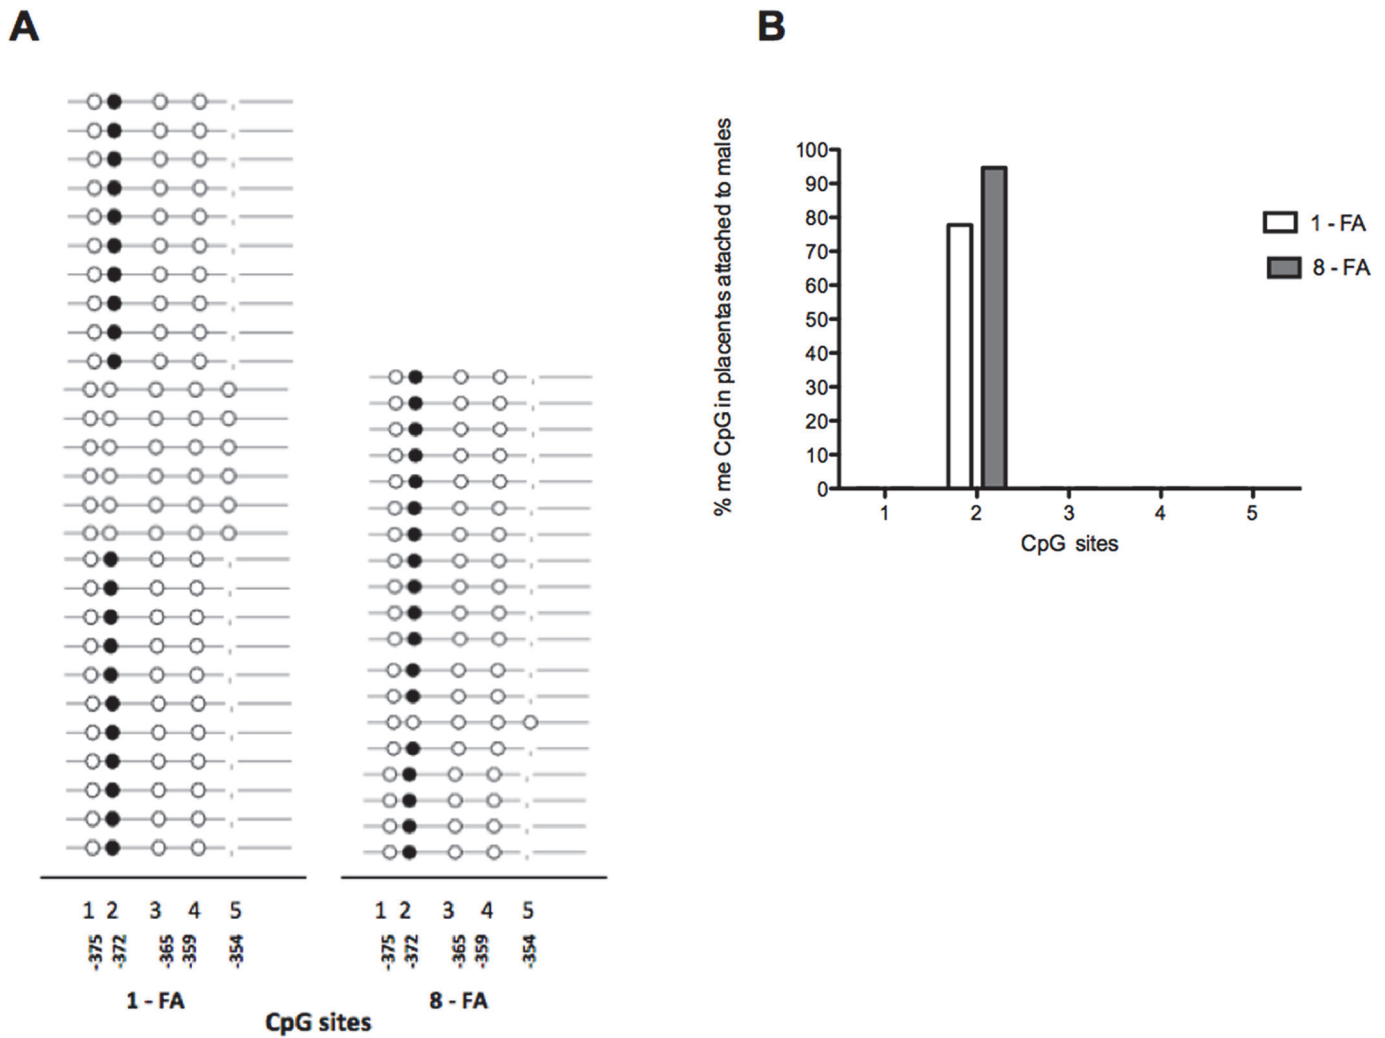 A
1 2 3 4 5
-375 -372 -365 -359 -354
1 - FA
1 2 3 4 5
-375 -372 -365 -359 -354
8 - FA
CpG sites
B
% me CpG in placentas attached to males
100
90
80
70
60
50
40
30
20
10
0
1 2 3 4 5
CpG sites
1 - FA
8 - FA